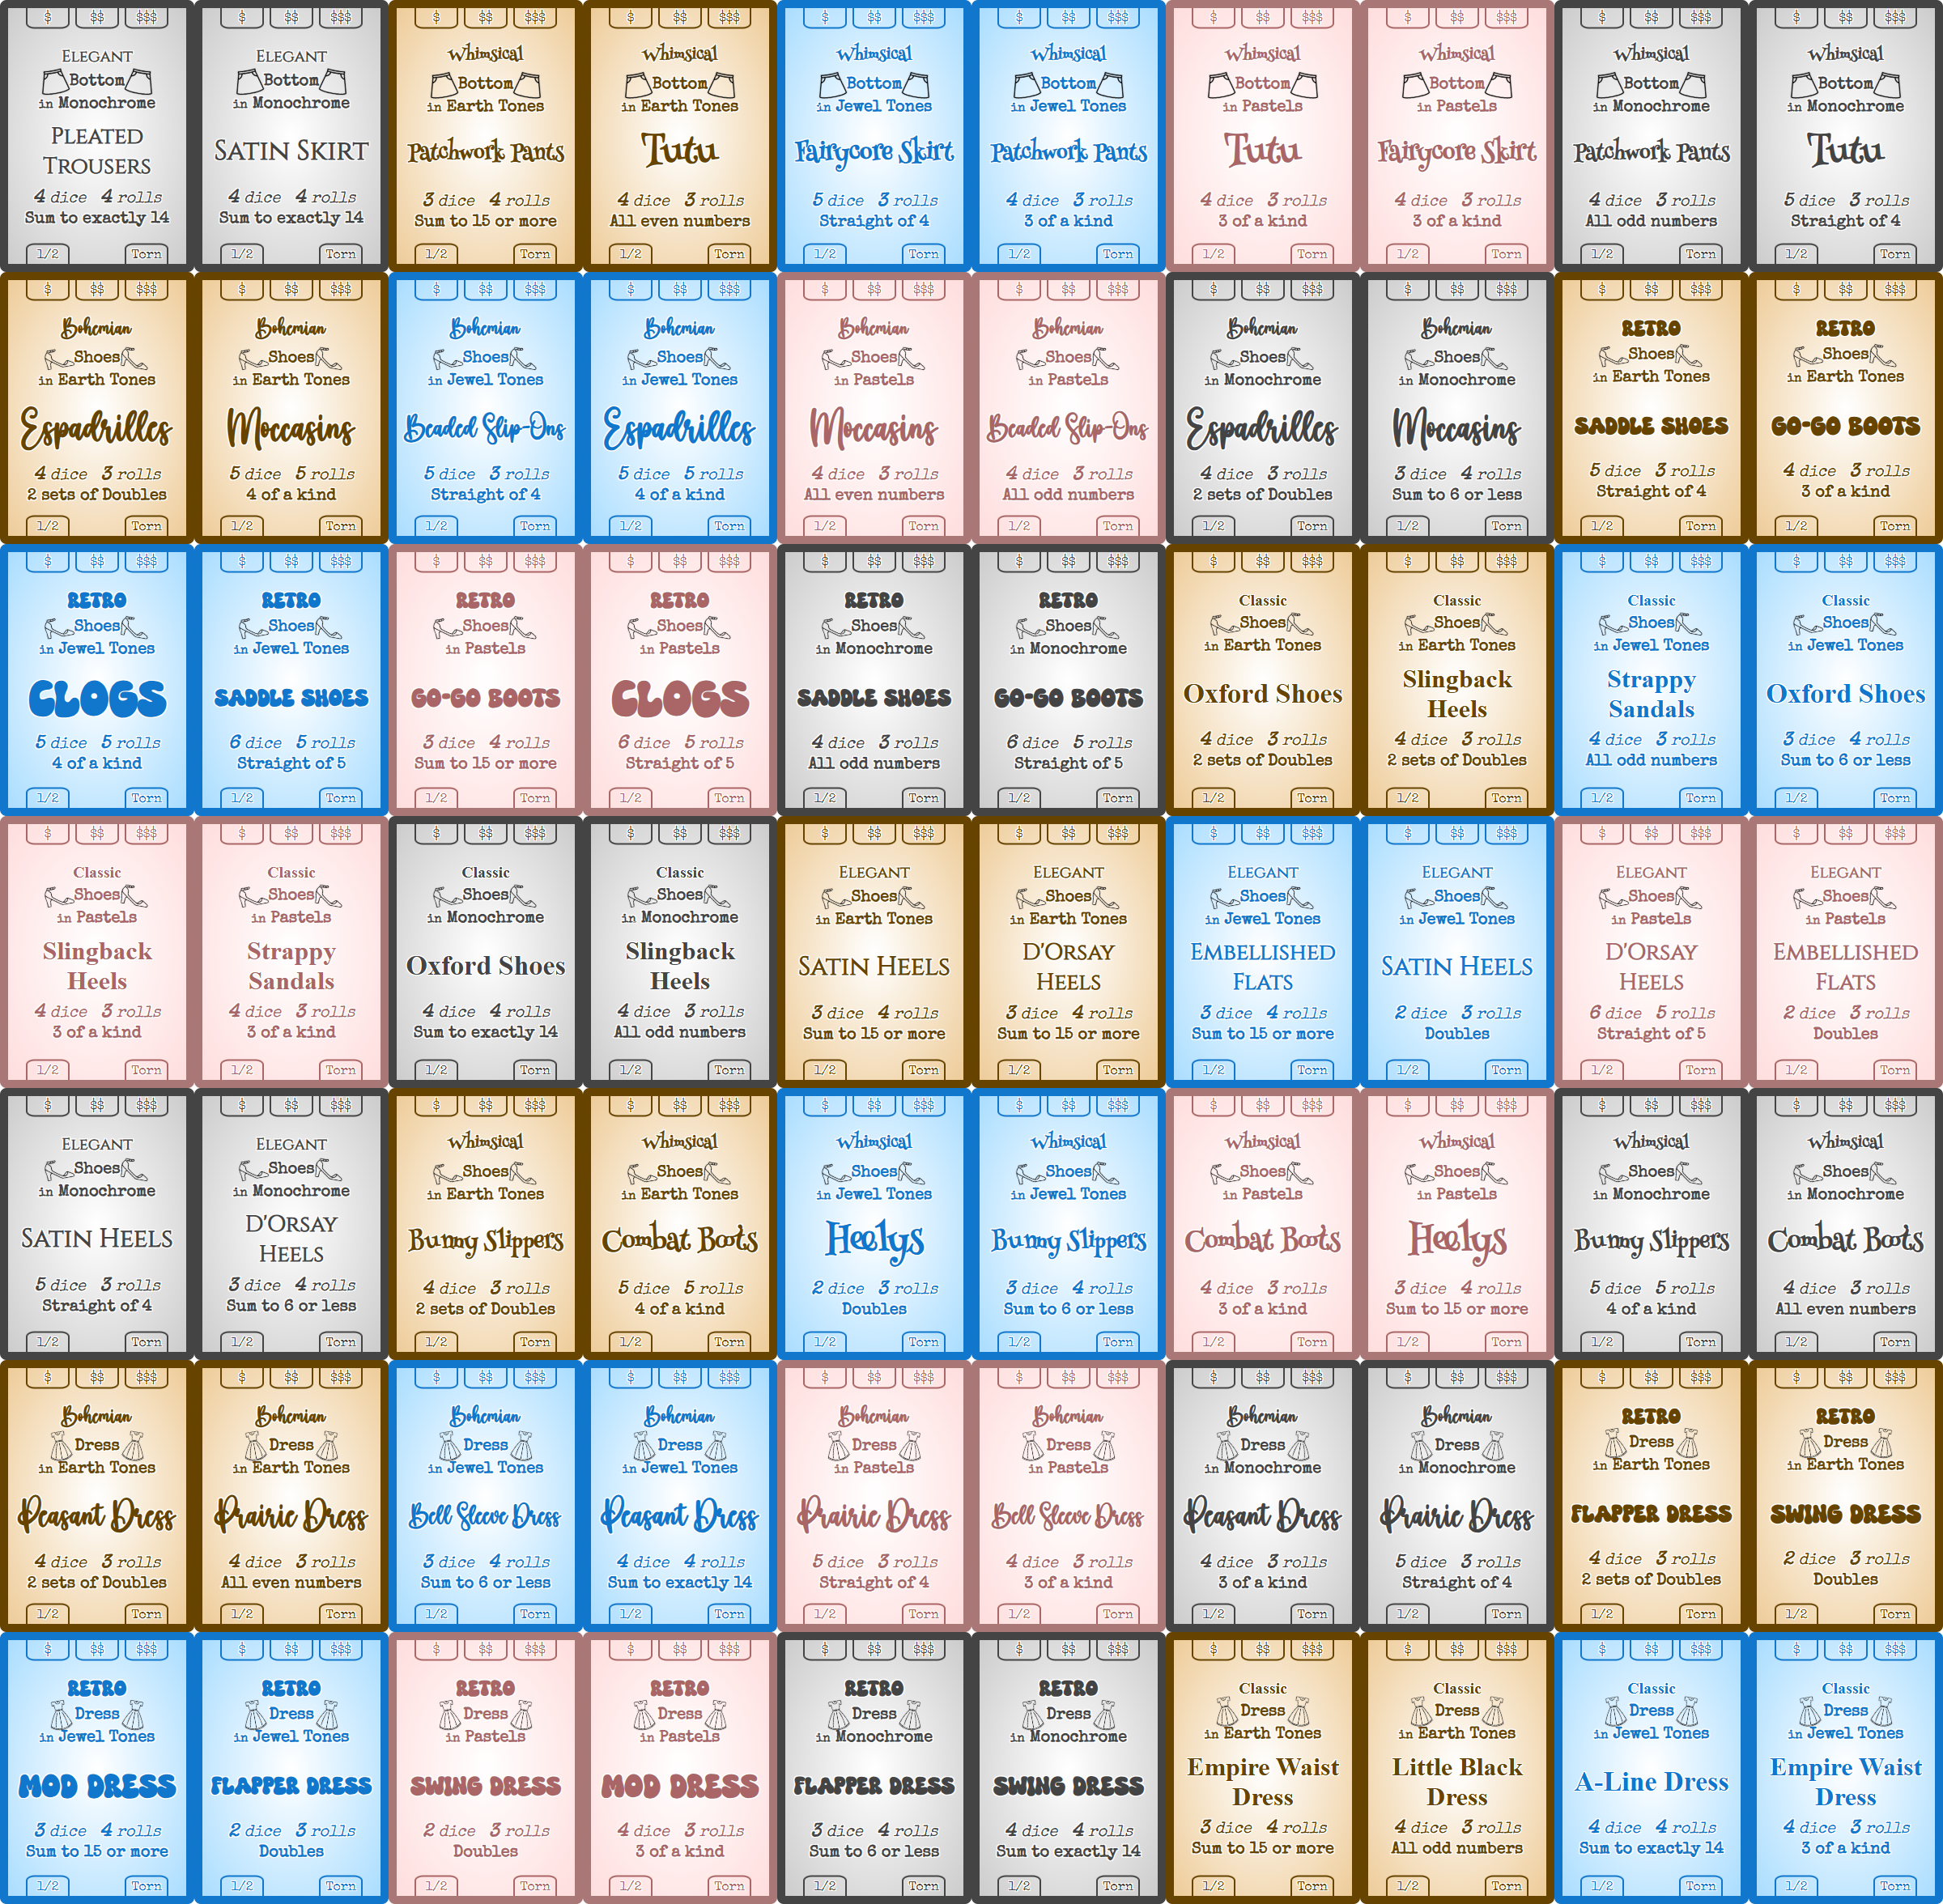 $ $$ $$$
Elegant
Bottom
in Monochrome
Pleated
Trousers
4 dice 4 rolls
Sum to exactly 14
1/2 Torn
$ $$ $$$
Elegant
Bottom
in Monochrome
Satin Skirt
4 dice 4 rolls
Sum to exactly 14
1/2 Torn
$ $$ $$$
Whimsical
Bottom
in Earth Tones
Patchwork Pants
3 dice 4 rolls
Sum to 15 or more
1/2 Torn
$ $$ $$$
Whimsical
Bottom
in Earth Tones
Tutu
4 dice 3 rolls
All even numbers
1/2 Torn
$ $$ $$$
Whimsical
Bottom
in Jewel Tones
Fairycore Skirt
5 dice 3 rolls
Straight of 4
1/2 Torn
$ $$ $$$
Whimsical
Bottom
in Jewel Tones
Patchwork Pants
4 dice 3 rolls
3 of a kind
1/2 Torn
$ $$ $$$
Whimsical
Bottom
in Pastels
Tutu
4 dice 3 rolls
3 of a kind
1/2 Torn
$ $$ $$$
Whimsical
Bottom
in Pastels
Fairycore Skirt
4 dice 3 rolls
3 of a kind
1/2 Torn
$ $$ $$$
Whimsical
Bottom
in Monochrome
Patchwork Pants
4 dice 3 rolls
All odd numbers
1/2 Torn
$ $$ $$$
Whimsical
Bottom
in Monochrome
Tutu
5 dice 3 rolls
Straight of 4
1/2 Torn
$ $$ $$$
Bohemian
Shoes
in Earth Tones
Espadrilles
4 dice 3 rolls
2 sets of Doubles
1/2 Torn
$ $$ $$$
Bohemian
Shoes
in Earth Tones
Moccasins
5 dice 5 rolls
4 of a kind
1/2 Torn
$ $$ $$$
Bohemian
Shoes
in Jewel Tones
Beaded Slip-Ons
5 dice 3 rolls
Straight of 4
1/2 Torn
$ $$ $$$
Bohemian
Shoes
in Jewel Tones
Espadrilles
5 dice 5 rolls
4 of a kind
1/2 Torn
$ $$ $$$
Bohemian
Shoes
in Pastels
Moccasins
4 dice 3 rolls
All even numbers
1/2 Torn
$ $$ $$$
Bohemian
Shoes
in Pastels
Beaded Slip-Ons
4 dice 3 rolls
All odd numbers
1/2 Torn
$ $$ $$$
Bohemian
Shoes
in Monochrome
Espadrilles
4 dice 3 rolls
2 sets of Doubles
1/2 Torn
$ $$ $$$
Bohemian
Shoes
in Monochrome
Moccasins
3 dice 4 rolls
Sum to 6 or less
1/2 Torn
$ $$ $$$
RETRO
Shoes
in Earth Tones
SADDLE SHOES
5 dice 3 rolls
Straight of 4
1/2 Torn
$ $$ $$$
RETRO
Shoes
in Earth Tones
GO-GO BOOTS
4 dice 3 rolls
3 of a kind
1/2 Torn
$ $$ $$$
RETRO
Shoes
in Jewel Tones
CLOGS
5 dice 5 rolls
4 of a kind
1/2 Torn
$ $$ $$$
RETRO
Shoes
in Jewel Tones
SADDLE SHOES
6 dice 5 rolls
Straight of 5
1/2 Torn
$ $$ $$$
RETRO
Shoes
in Pastels
GO-GO BOOTS
3 dice 4 rolls
Sum to 15 or more
1/2 Torn
$ $$ $$$
RETRO
Shoes
in Pastels
CLOGS
6 dice 5 rolls
Straight of 5
1/2 Torn
$ $$ $$$
RETRO
Shoes
in Monochrome
SADDLE SHOES
4 dice 3 rolls
All odd numbers
1/2 Torn
$ $$ $$$
RETRO
Shoes
in Monochrome
GO-GO BOOTS
6 dice 5 rolls
Straight of 5
1/2 Torn
$ $$ $$$
Classic
Shoes
in Earth Tones
Oxford Shoes
4 dice 3 rolls
2 sets of Doubles
1/2 Torn
$ $$ $$$
Classic
Shoes
in Earth Tones
Slingback
Heels
4 dice 3 rolls
2 sets of Doubles
1/2 Torn
$ $$ $$$
Classic
Shoes
in Jewel Tones
Strappy
Sandals
4 dice 3 rolls
All odd numbers
1/2 Torn
$ $$ $$$
Classic
Shoes
in Jewel Tones
Oxford Shoes
3 dice 4 rolls
Sum to 6 or less
1/2 Torn
$ $$ $$$
Classic
Shoes
in Pastels
Slingback
Heels
4 dice 3 rolls
3 of a kind
1/2 Torn
$ $$ $$$
Classic
Shoes
in Pastels
Strappy
Sandals
4 dice 3 rolls
3 of a kind
1/2 Torn
$ $$ $$$
Classic
Shoes
in Monochrome
Oxford Shoes
4 dice 4 rolls
Sum to exactly 14
1/2 Torn
$ $$ $$$
Classic
Shoes
in Monochrome
Slingback
Heels
4 dice 3 rolls
All odd numbers
1/2 Torn
$ $$ $$$
Elegant
Shoes
in Earth Tones
Satin Heels
3 dice 4 rolls
Sum to 15 or more
1/2 Torn
$ $$ $$$
Elegant
Shoes
in Earth Tones
D'Orsay
Heels
3 dice 4 rolls
Sum to 15 or more
1/2 Torn
$ $$ $$$
Elegant
Shoes
in Jewel Tones
Embellished
Flats
3 dice 4 rolls
Sum to 15 or more
1/2 Torn
$ $$ $$$
Elegant
Shoes
in Jewel Tones
Satin Heels
2 dice 3 rolls
Doubles
1/2 Torn
$ $$ $$$
Elegant
Shoes
in Pastels
D'Orsay
Heels
6 dice 5 rolls
Straight of 5
1/2 Torn
$ $$ $$$
Elegant
Shoes
in Pastels
Embellished
Flats
2 dice 3 rolls
Doubles
1/2 Torn
$ $$ $$$
Elegant
Shoes
in Monochrome
Satin Heels
5 dice 3 rolls
Straight of 4
1/2 Torn
$ $$ $$$
Elegant
Shoes
in Monochrome
D'Orsay
Heels
3 dice 4 rolls
Sum to 6 or less
1/2 Torn
$ $$ $$$
Whimsical
Shoes
in Earth Tones
Bunny Slippers
4 dice 3 rolls
2 sets of Doubles
1/2 Torn
$ $$ $$$
Whimsical
Shoes
in Earth Tones
Combat Boots
5 dice 5 rolls
4 of a kind
1/2 Torn
$ $$ $$$
Whimsical
Shoes
in Jewel Tones
Heelys
2 dice 3 rolls
Doubles
1/2 Torn
$ $$ $$$
Whimsical
Shoes
in Jewel Tones
Bunny Slippers
3 dice 4 rolls
Sum to 6 or less
1/2 Torn
$ $$ $$$
Whimsical
Shoes
in Pastels
Combat Boots
4 dice 3 rolls
3 of a kind
1/2 Torn
$ $$ $$$
Whimsical
Shoes
in Pastels
Heelys
3 dice 4 rolls
Sum to 15 or more
1/2 Torn
$ $$ $$$
Whimsical
Shoes
in Monochrome
Bunny Slippers
5 dice 5 rolls
4 of a kind
1/2 Torn
$ $$ $$$
Whimsical
Shoes
in Monochrome
Combat Boots
4 dice 3 rolls
All even numbers
1/2 Torn
$ $$ $$$
Bohemian
Dress
in Earth Tones
Peasant Dress
4 dice 3 rolls
2 sets of Doubles
1/2 Torn
$ $$ $$$
Bohemian
Dress
in Earth Tones
Prairie Dress
4 dice 3 rolls
All even numbers
1/2 Torn
$ $$ $$$
Bohemian
Dress
in Jewel Tones
Bell Sleeve Dress
3 dice 4 rolls
Sum to 6 or less
1/2 Torn
$ $$ $$$
Bohemian
Dress
in Jewel Tones
Peasant Dress
4 dice 4 rolls
Sum to exactly 14
1/2 Torn
$ $$ $$$
Bohemian
Dress
in Pastels
Prairie Dress
5 dice 3 rolls
Straight of 4
1/2 Torn
$ $$ $$$
Bohemian
Dress
in Pastels
Bell Sleeve Dress
4 dice 3 rolls
3 of a kind
1/2 Torn
$ $$ $$$
Bohemian
Dress
in Monochrome
Peasant Dress
4 dice 3 rolls
3 of a kind
1/2 Torn
$ $$ $$$
Bohemian
Dress
in Monochrome
Prairie Dress
5 dice 3 rolls
Straight of 4
1/2 Torn
$ $$ $$$
RETRO
Dress
in Earth Tones
FLAPPER DRESS
4 dice 3 rolls
2 sets of Doubles
1/2 Torn
$ $$ $$$
RETRO
Dress
in Earth Tones
SWING DRESS
2 dice 3 rolls
Doubles
1/2 Torn
$ $$ $$$
RETRO
Dress
in Jewel Tones
MOD DRESS
3 dice 4 rolls
Sum to 15 or more
1/2 Torn
$ $$ $$$
RETRO
Dress
in Jewel Tones
FLAPPER DRESS
2 dice 3 rolls
Doubles
1/2 Torn
$ $$ $$$
RETRO
Dress
in Pastels
SWING DRESS
2 dice 3 rolls
Doubles
1/2 Torn
$ $$ $$$
RETRO
Dress
in Pastels
MOD DRESS
4 dice 3 rolls
3 of a kind
1/2 Torn
$ $$ $$$
RETRO
Dress
in Monochrome
FLAPPER DRESS
3 dice 4 rolls
Sum to 6 or less
1/2 Torn
$ $$ $$$
RETRO
Dress
in Monochrome
SWING DRESS
4 dice 4 rolls
Sum to exactly 14
1/2 Torn
$ $$ $$$
Classic
Dress
in Earth Tones
Empire Waist
Dress
3 dice 4 rolls
Sum to 15 or more
1/2 Torn
$ $$ $$$
Classic
Dress
in Earth Tones
Little Black
Dress
4 dice 3 rolls
All odd numbers
1/2 Torn
$ $$ $$$
Classic
Dress
in Jewel Tones
A-Line Dress
4 dice 4 rolls
Sum to exactly 14
1/2 Torn
$ $$ $$$
Classic
Dress
in Jewel Tones
Empire Waist
Dress
4 dice 3 rolls
3 of a kind
1/2 Torn